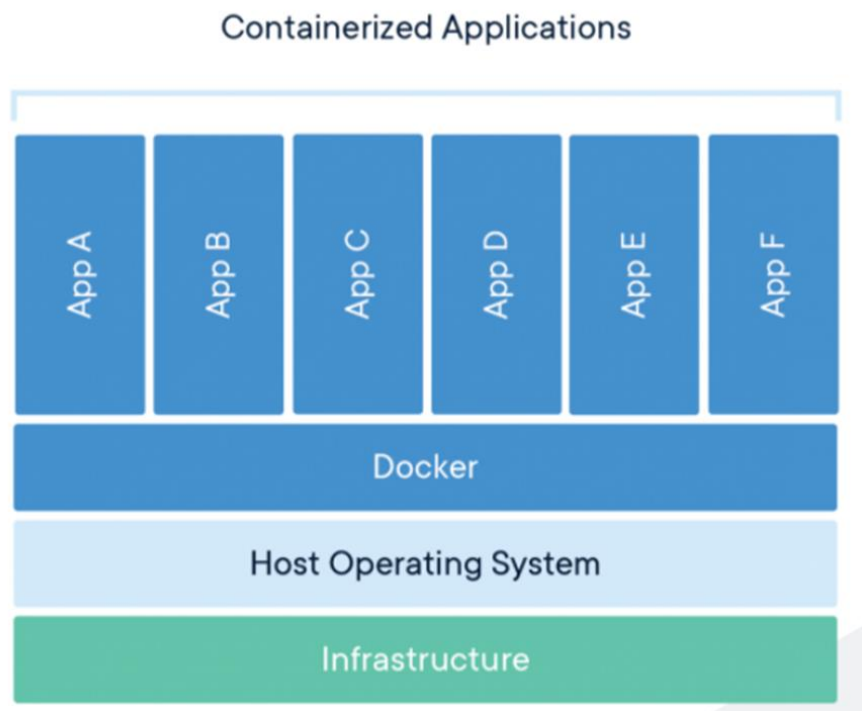 Containerized Applications
App A
App B
App C
App D
App E
App F
Docker
Host Operating System
Infrastructure